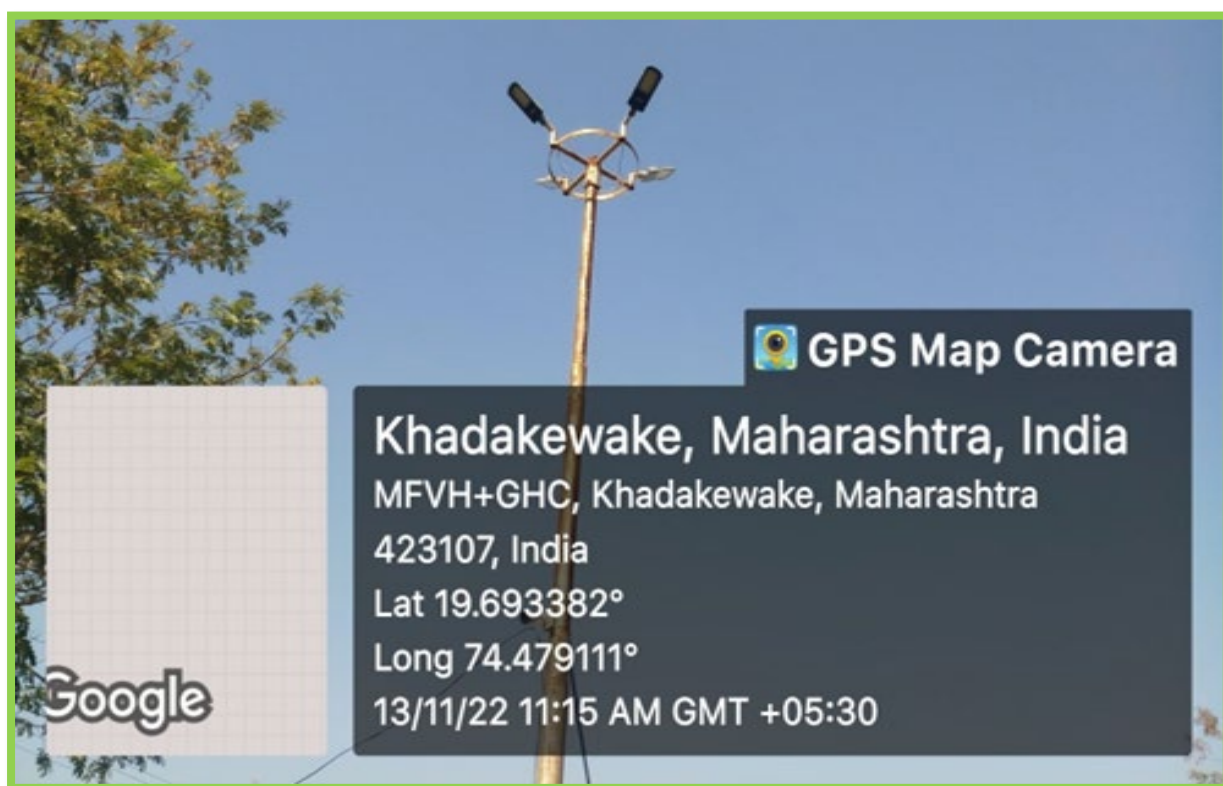 GPS Map Camera
Khadakewake, Maharashtra, India
MFVH+GHC, Khadakewake, Maharashtra
423107, India
Lat 19.693382°
Long 74.479111°
13/11/22 11:15 AM GMT +05:30
Google